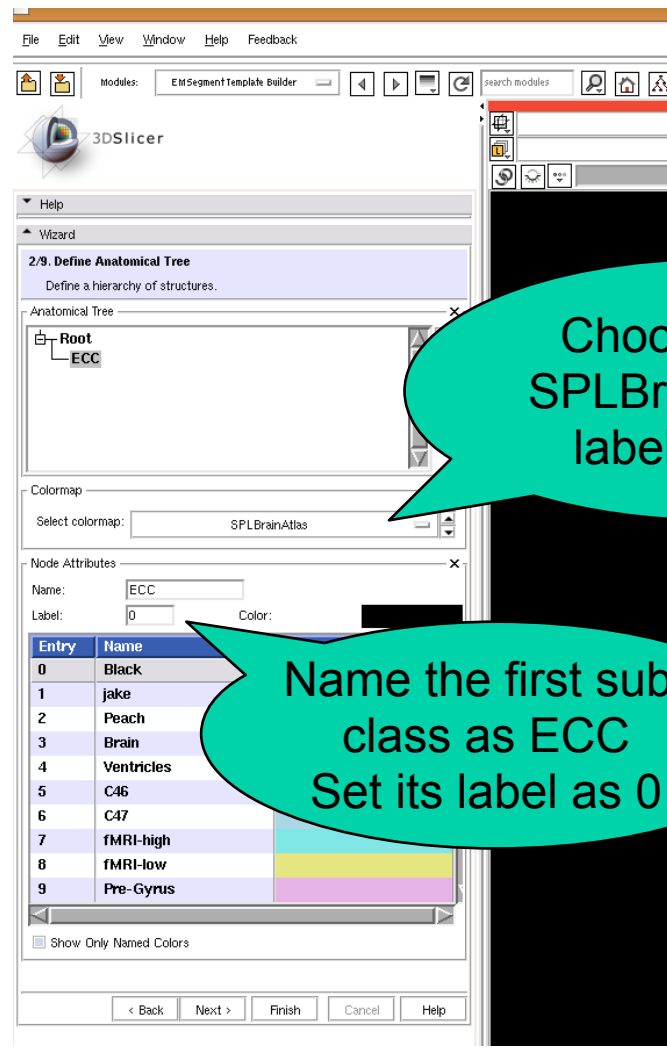 File Edit View Window Help Feedback
Modules: EMSegment Template Builder search modules
3DSlicer
Help
Wizard
2/9. Define Anatomical Tree
Define a hierarchy of structures.
Anatomical Tree
Root
ECC
Choo
SPLBr
labe
Colormap
Select colormap: SPLBrainAtlas
Node Attributes
Name: ECC
Label: 0 Color:
Entry Name
0 Black
1 jake
2 Peach
3 Brain
4 Ventricles
5 C46
6 C47
7 fMRI-high
8 fMRI-low
9 Pre-Gyrus
Name the first sub
class as ECC
Set its label as 0
Show Only Named Colors
< Back Next > Finish Cancel Help